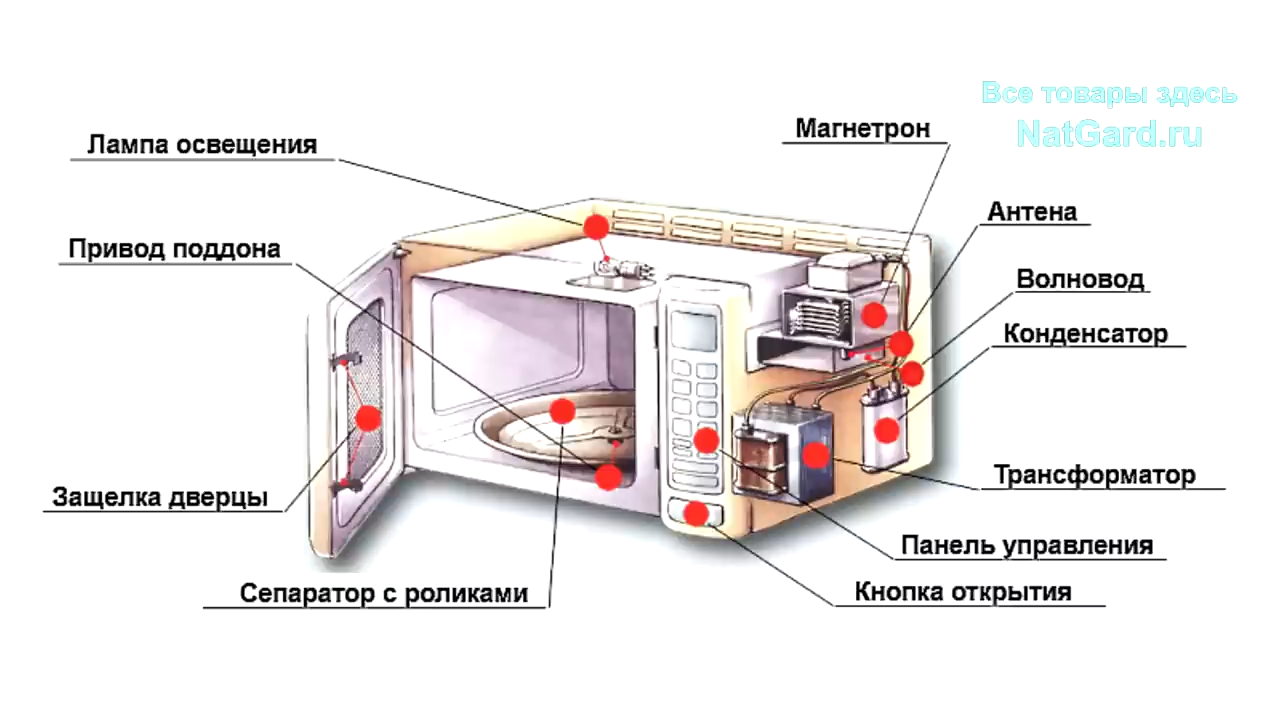 Все товары здесь
NatGard.ru
Лампа освещения
Магнетрон
Антена
Привод поддона
Волновод
Конденсатор
Защелка дверцы
Трансформатор
Панель управления
Сепаратор с роликами
Кнопка открытия